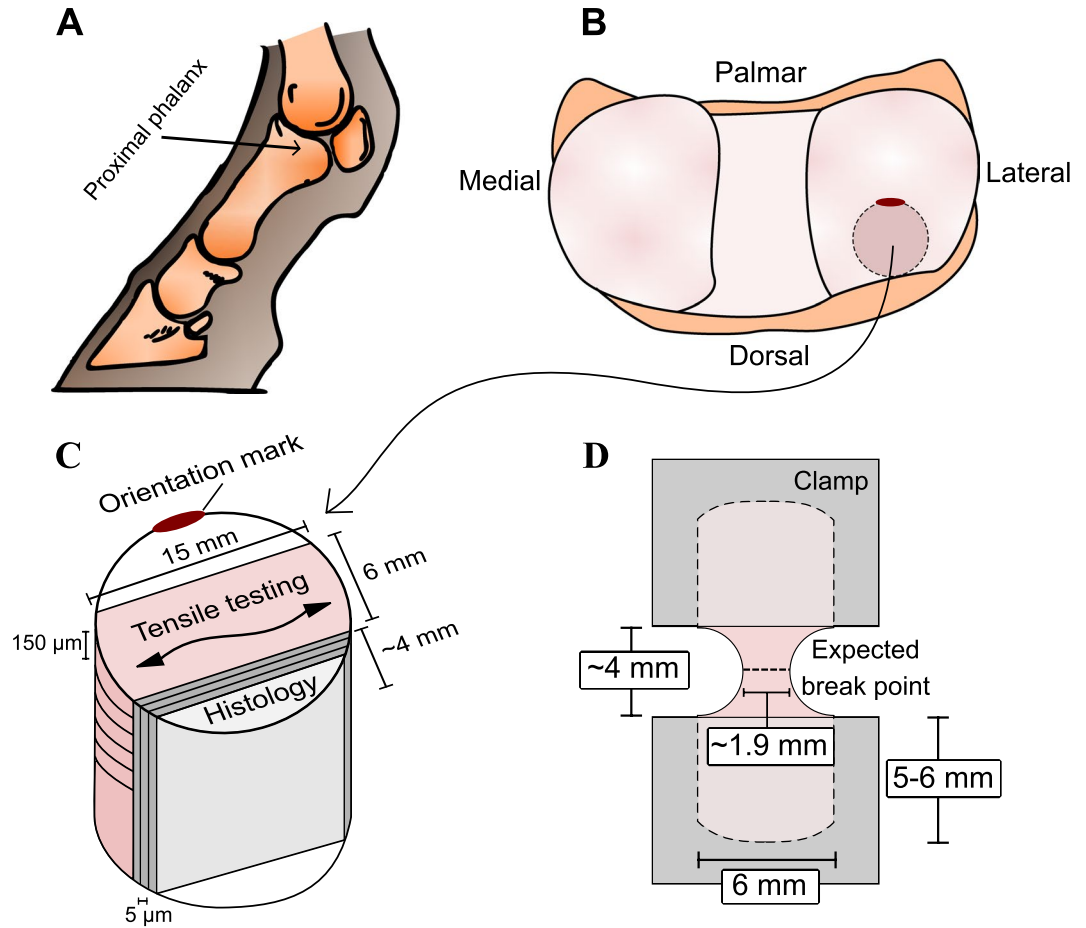 A
Proximal phalanx
B
Palmar
Medial
Lateral
Dorsal
C
Orientation mark
15 mm
6 mm
Tensile testing
150 µm
~4 mm
Histology
5 µm
D
Clamp
~4 mm
Expected
break point
~1.9 mm
5-6 mm
6 mm